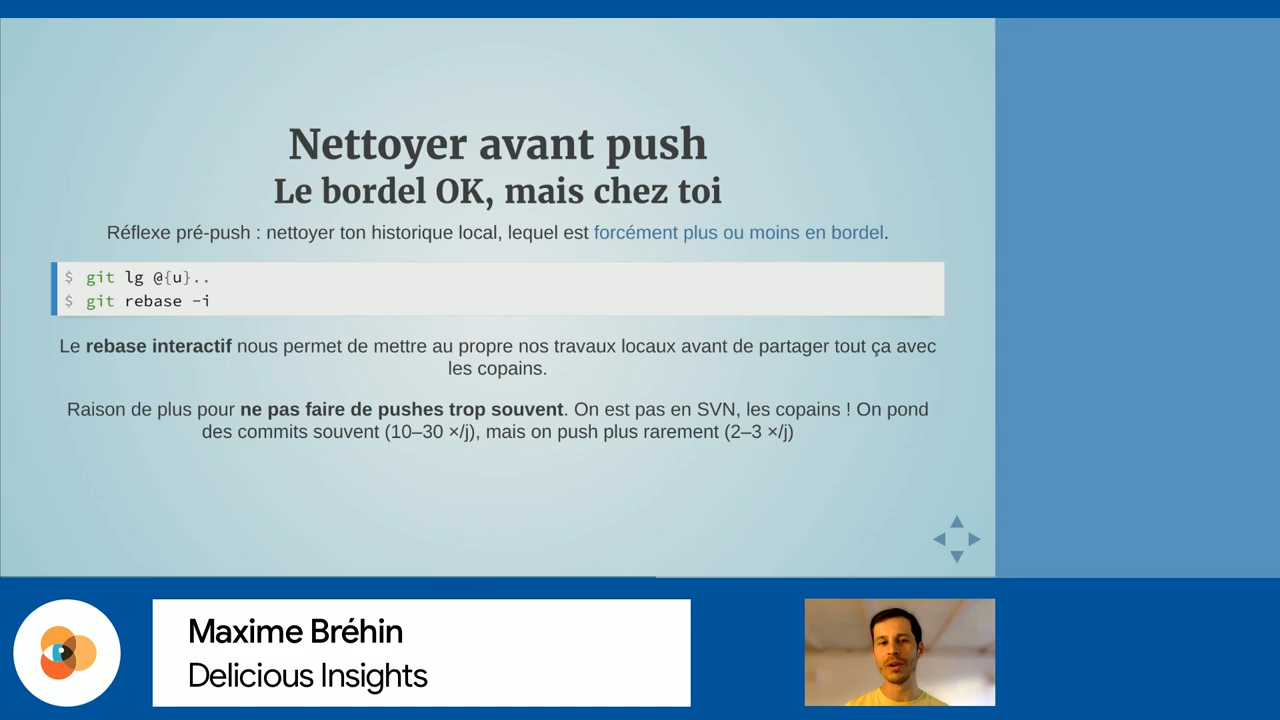 Nettoyer avant push
Le bordel OK, mais chez toi
Réflexe pré-push : nettoyer ton historique local, lequel est forcément plus ou moins en bordel.
$ git lg @{u}..
$ git rebase -i
Le rebase interactif nous permet de mettre au propre nos travaux locaux avant de partager tout ça avec
les copains.
Raison de plus pour ne pas faire de pushes trop souvent. On est pas en SVN, les copains ! On pond
des commits souvent (10–30 ×/j), mais on push plus rarement (2–3 ×/j)
Maxime Bréhin
Delicious Insights